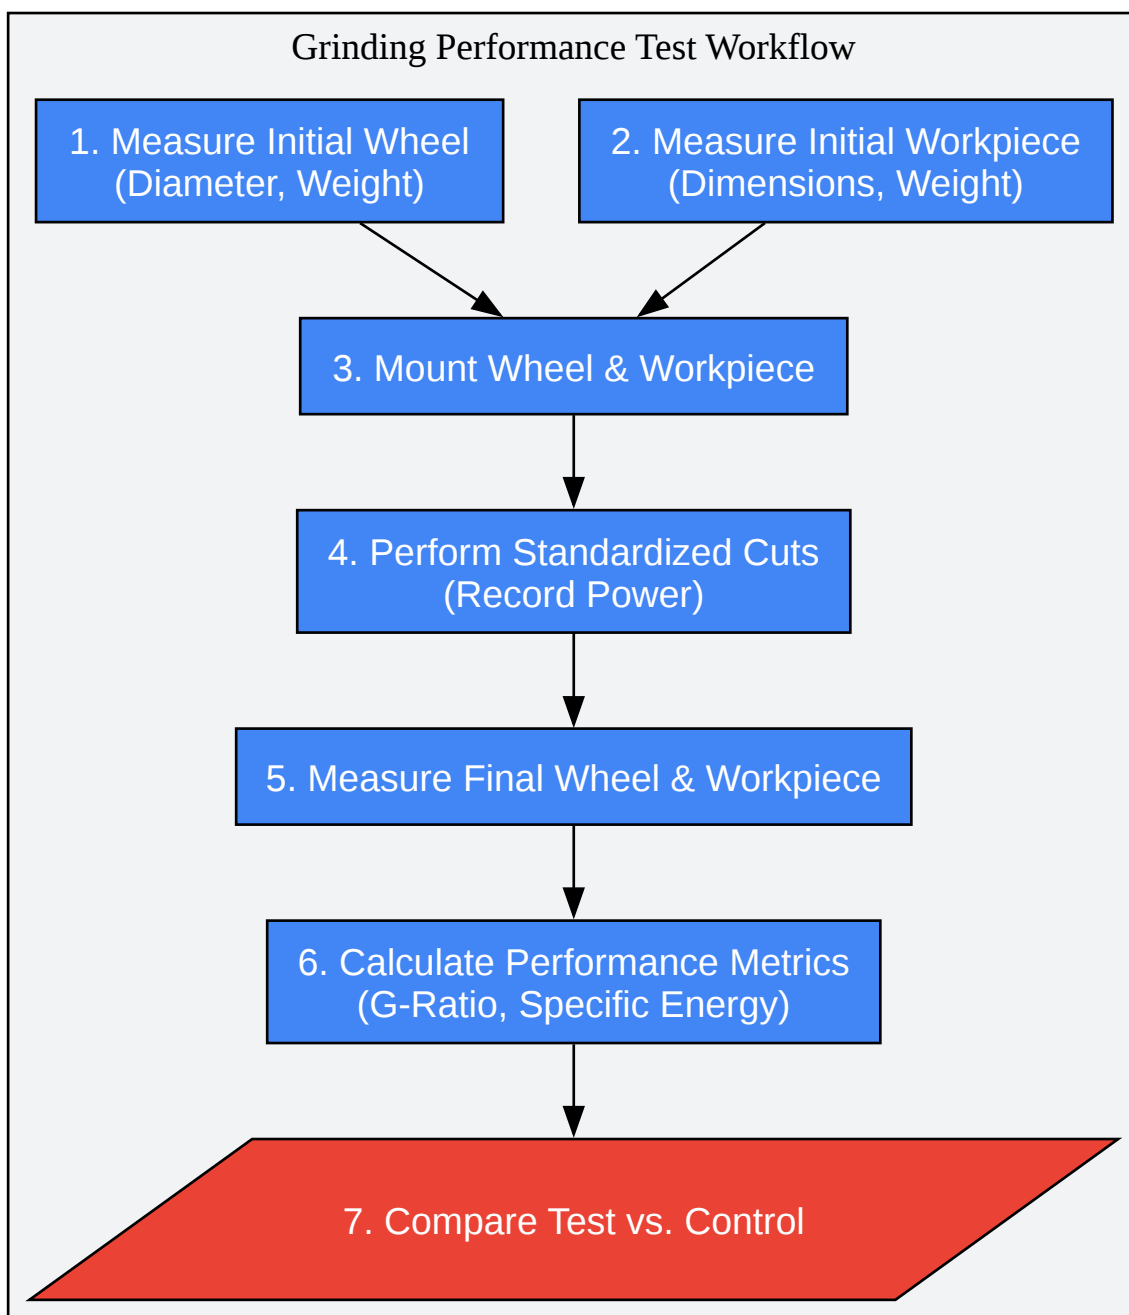 Grinding Performance Test Workflow
1. Measure Initial Wheel
(Diameter, Weight)
2. Measure Initial Workpiece
(Dimensions, Weight)
3. Mount Wheel & Workpiece
4. Perform Standardized Cuts
(Record Power)
5. Measure Final Wheel & Workpiece
6. Calculate Performance Metrics
(G-Ratio, Specific Energy)
7. Compare Test vs. Control